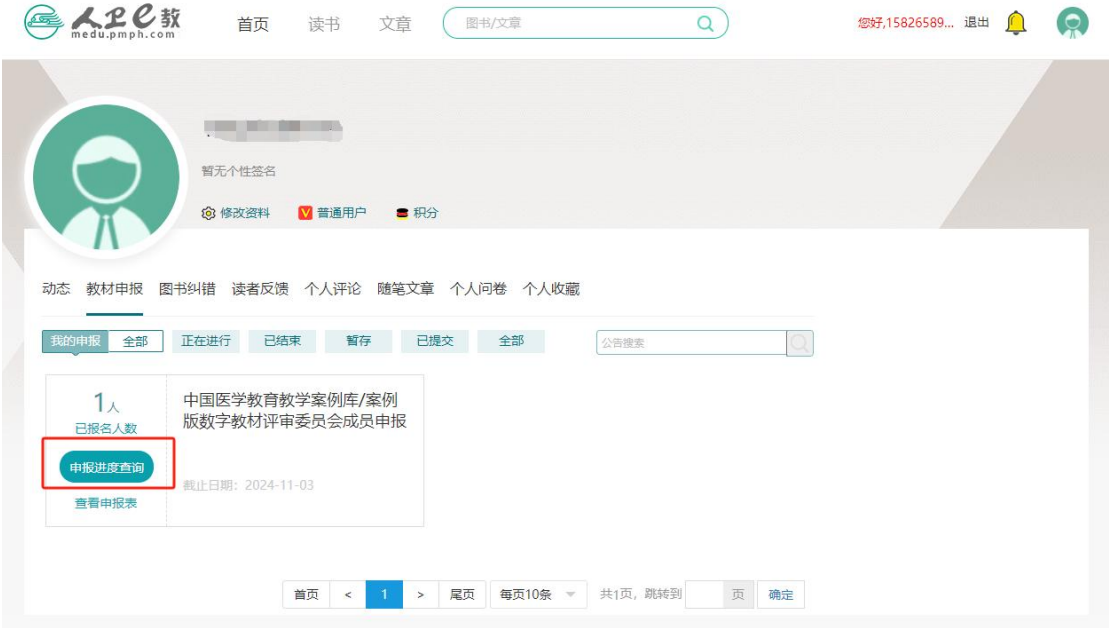 人卫e教
medu.pmph.com
首页 读书 文章 图书/文章 您好,15826589... 退出
暂无个性签名
修改资料 V 普通用户 积分
动态 教材申报 图书纠错 读者反馈 个人评论 随笔文章 个人问卷 个人收藏
我的申报 全部 正在进行 已结束 暂存 已提交 全部 公告搜索
1人
已报名人数
申报进度查询
查看申报表
中国医学教育教学案例库/案例
版数字教材评审委员会成员申报
截止日期：2024-11-03
首页 < 1 > 尾页 每页10条 共1页，跳转到 页 确定